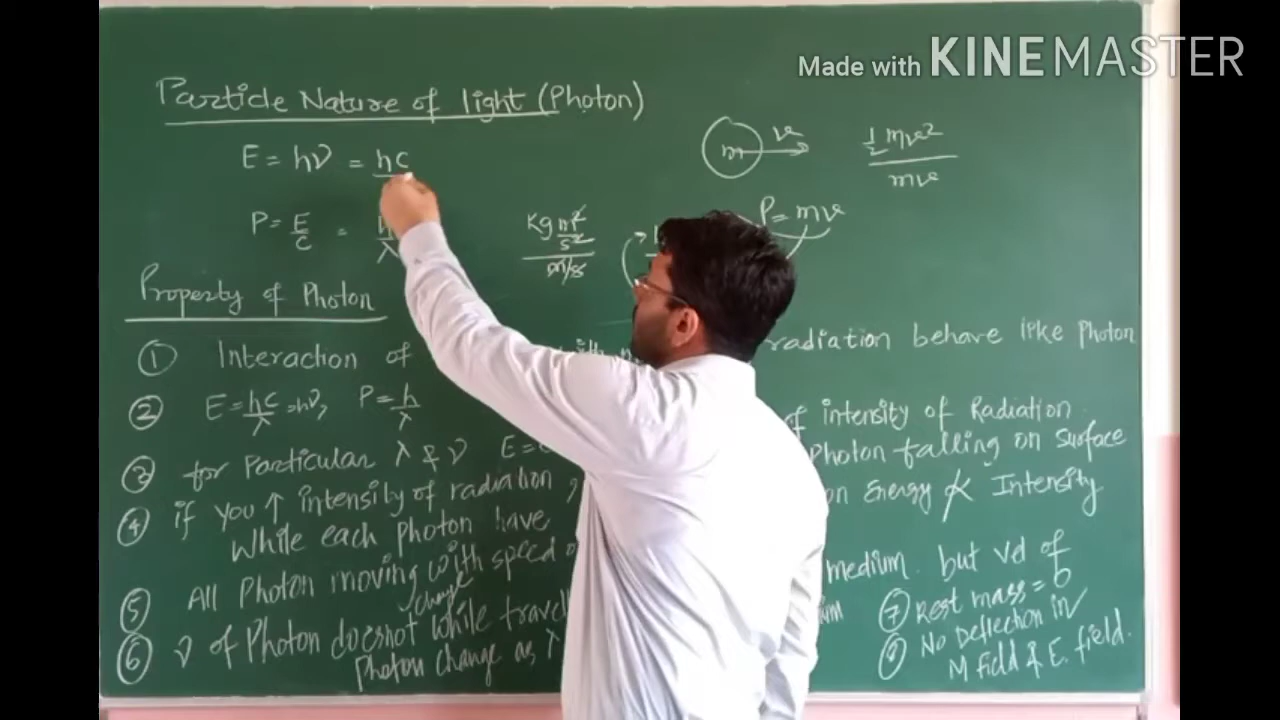 Made with KINEMASTER
Particle Nature of light (Photon)
E = hν = hc
P = E/C = h/λ
Kg m²/s² / m/s
m v
½ mv² / mv
P = mv
Property of Photon
① Interaction of radiation behave like Photon
② E = hc/λ = hν, P = h/λ of intensity of Radiation
③ for Particular λ & ν E = Photon falling on surface
④ if you ↑ intensity of radiation, Energy ∝ Intensity
While each Photon have
⑤ All Photon moving with speed medium. but vel of
⑥ ν of Photon doesnot change while travel
Photon change as λ
⑦ Rest mass = 0
⑧ No Deflection in
M field & E. field.